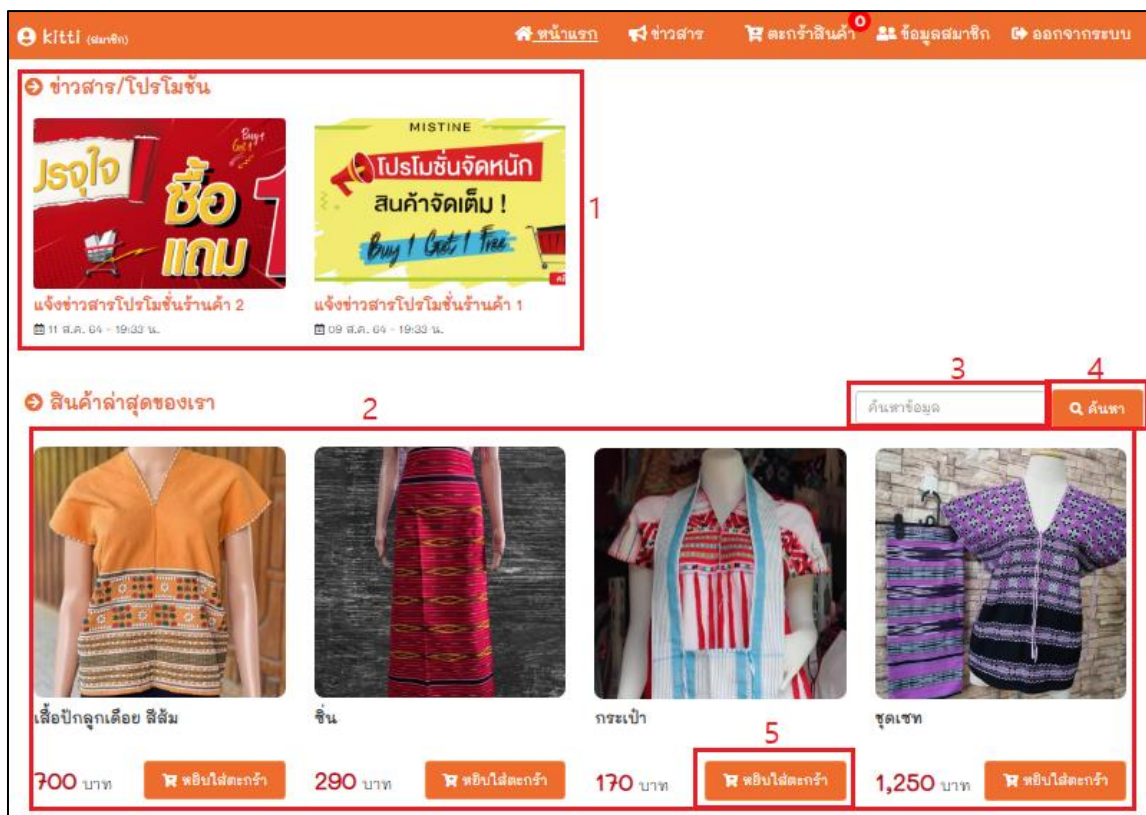 kitti (สมาชิก) หน้าแรก ข่าวสาร ตะกร้าสินค้า 0 ข้อมูลสมาชิก ออกจากระบบ
ข่าวสาร/โปรโมชั่น
Buy 1
Get 1
ปรจุใจ
ซื้อ 1
แถม
MISTINE
โปรโมชั่นจัดหนัก
สินค้าจัดเต็ม !
Buy 1 Get 1 Free
1
แจ้งข่าวสารโปรโมชั่นร้านค้า 2 แจ้งข่าวสารโปรโมชั่นร้านค้า 1
11 ส.ค. 64 - 19:33 น. 09 ส.ค. 64 - 19:33 น.
3 4
สินค้าล่าสุดของเรา 2 ค้นหาข้อมูล ค้นหา
เสื้อปักลูกเดือย สีส้ม ซิ่น กระเป๋า ชุดเซท
5
700 บาท หยิบใส่ตะกร้า 290 บาท หยิบใส่ตะกร้า 170 บาท หยิบใส่ตะกร้า 1,250 บาท หยิบใส่ตะกร้า